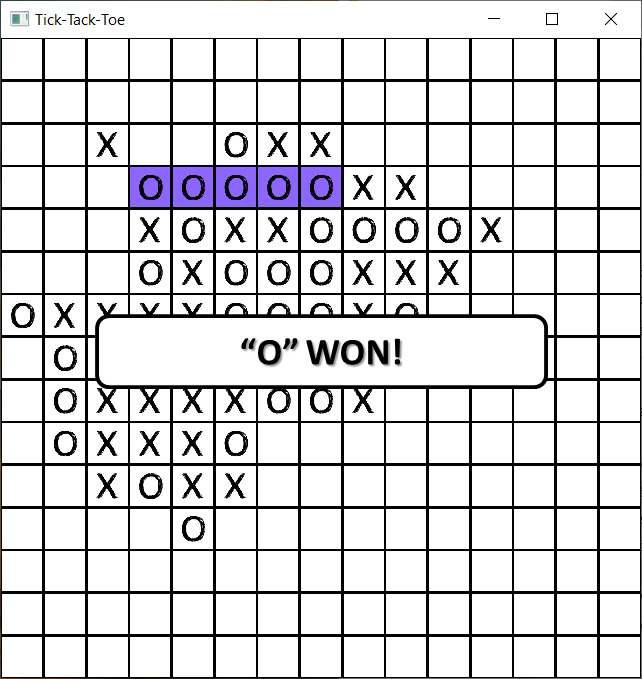 Tick-Tack-Toe
X O X X
O O O O O X X
X O X X O O O O X
O X O O O X X X
O X X X X O O O X O
O
“O” WON!
O X X X X O O X
O X X X O
X O X X
O